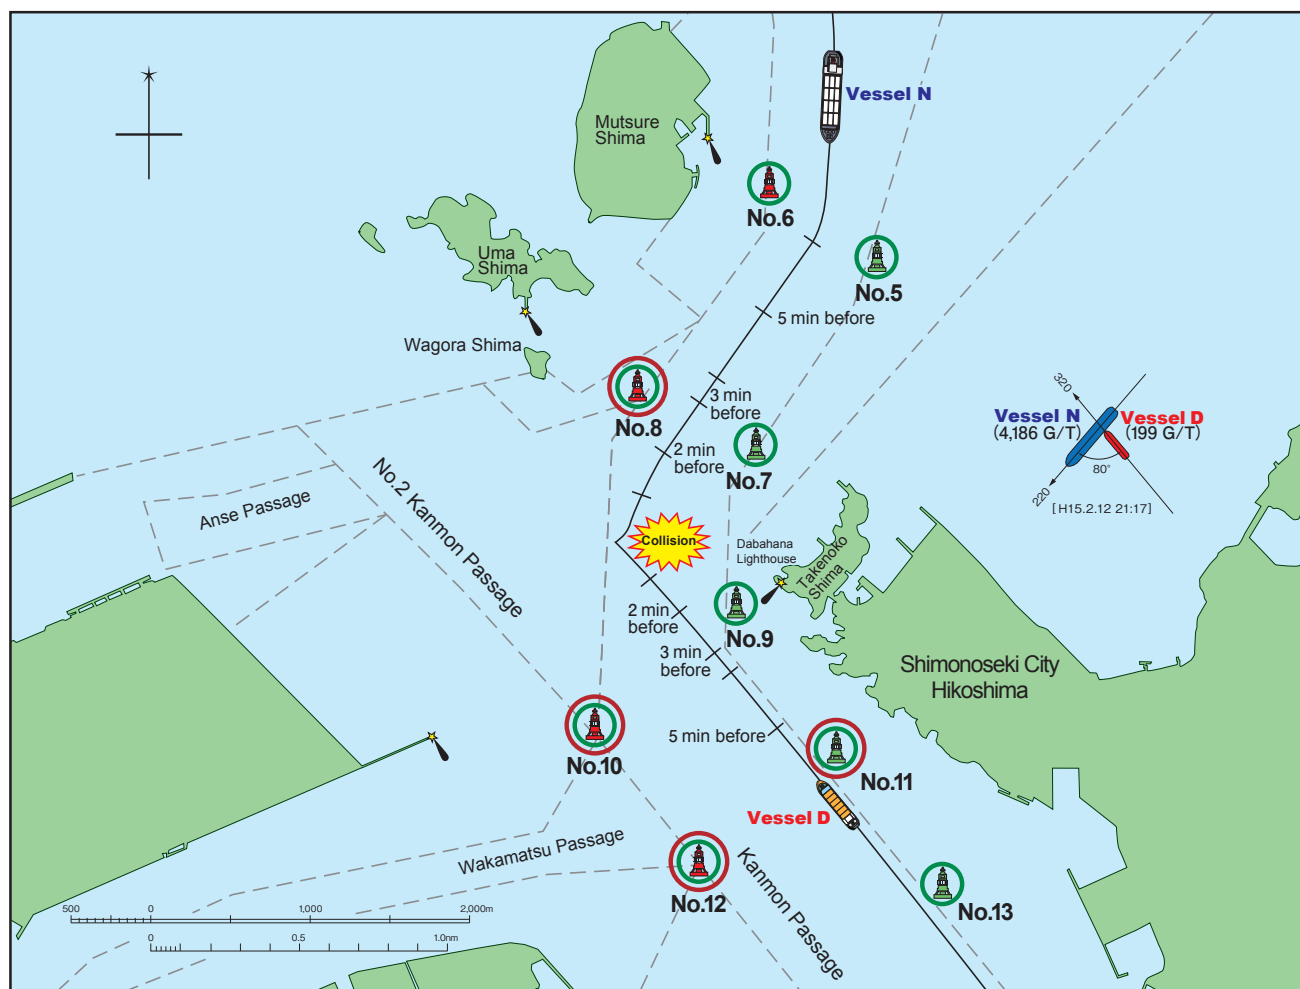 Vessel N
Mutsure
Shima
No.6
Uma
Shima
No.5
5 min before
Wagora Shima
3 min
before
No.8
2 min
before
No.7
320
Vessel N
(4,186 G/T)
Vessel D
(199 G/T)
80°
220
[H15.2.12 21:17]
No.2 Kanmon Passage
Anse Passage
Collision
Dabahana
Lighthouse
Takenoko
Shima
2 min
before
No.9
3 min
before
Shimonoseki City
Hikoshima
5 min before
No.10
No.11
Vessel D
Wakamatsu Passage
Kanmon Passage
No.12
No.13
500 0 1,000 2,000m
0 0.5 1.0nm